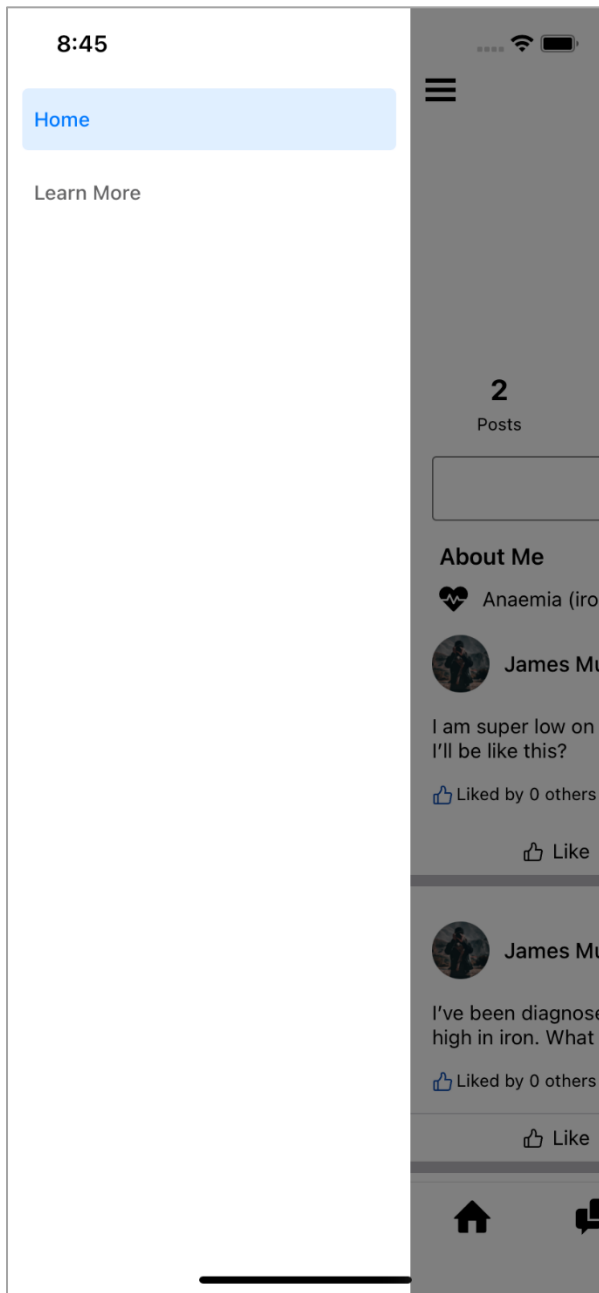 8:45
Home
Learn More
2
Posts
About Me
Anaemia (iro
James Mu
I am super low on
I'll be like this?
Liked by 0 others
Like
James Mu
I've been diagnose
high in iron. What
Liked by 0 others
Like